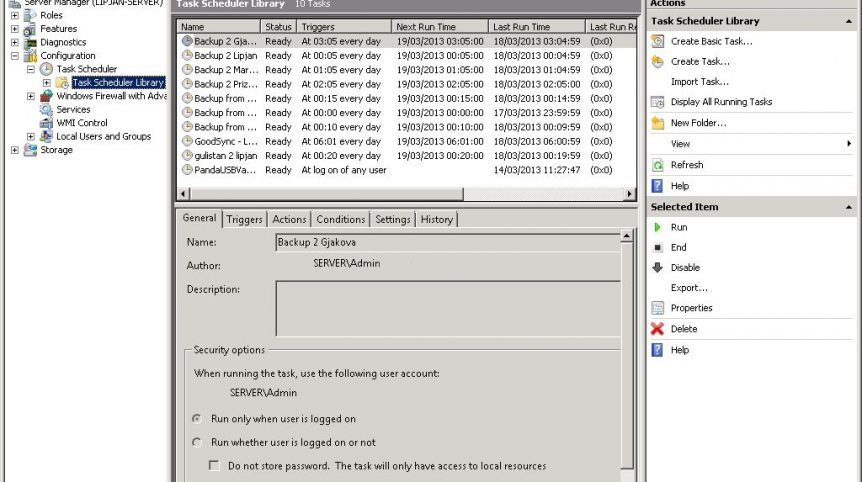 Server Manager (LIPJAN-SERVER)
Roles
Features
Diagnostics
Configuration
Task Scheduler
Task Scheduler Library
Windows Firewall with Adva
Services
WMI Control
Local Users and Groups
Storage
Task Scheduler Library 10 Tasks
Name Status Triggers Next Run Time Last Run Time Last Run Re
Backup 2 Gja... Ready At 03:05 every day 19/03/2013 03:05:00 18/03/2013 03:04:59 (0x0)
Backup 2 Lipjan Ready At 00:05 every day 19/03/2013 00:05:00 18/03/2013 00:04:59 (0x0)
Backup 2 Mar... Ready At 01:05 every day 19/03/2013 01:05:00 18/03/2013 01:04:59 (0x0)
Backup 2 Priz... Ready At 02:05 every day 19/03/2013 02:05:00 18/03/2013 02:05:00 (0x0)
Backup from ... Ready At 00:15 every day 19/03/2013 00:15:00 18/03/2013 00:14:59 (0x0)
Backup from ... Ready At 00:00 every day 19/03/2013 00:00:00 17/03/2013 23:59:59 (0x0)
Backup from ... Ready At 00:10 every day 19/03/2013 00:10:00 18/03/2013 00:09:59 (0x0)
GoodSync - L... Ready At 06:01 every day 19/03/2013 06:01:00 18/03/2013 06:00:59 (0x0)
gulistan 2 lipjan Ready At 00:20 every day 19/03/2013 00:20:00 18/03/2013 00:19:59 (0x0)
PandaUSBVa... Ready At log on of any user 14/03/2013 11:27:47 (0x0)
General Triggers Actions Conditions Settings History
Name: Backup 2 Gjakova
Author: SERVER\Admin
Description:
Security options
When running the task, use the following user account:
SERVER\Admin
Run only when user is logged on
Run whether user is logged on or not
Do not store password. The task will only have access to local resources
Actions
Task Scheduler Library
Create Basic Task...
Create Task...
Import Task...
Display All Running Tasks
New Folder...
View
Refresh
Help
Selected Item
Run
End
Disable
Export...
Properties
Delete
Help